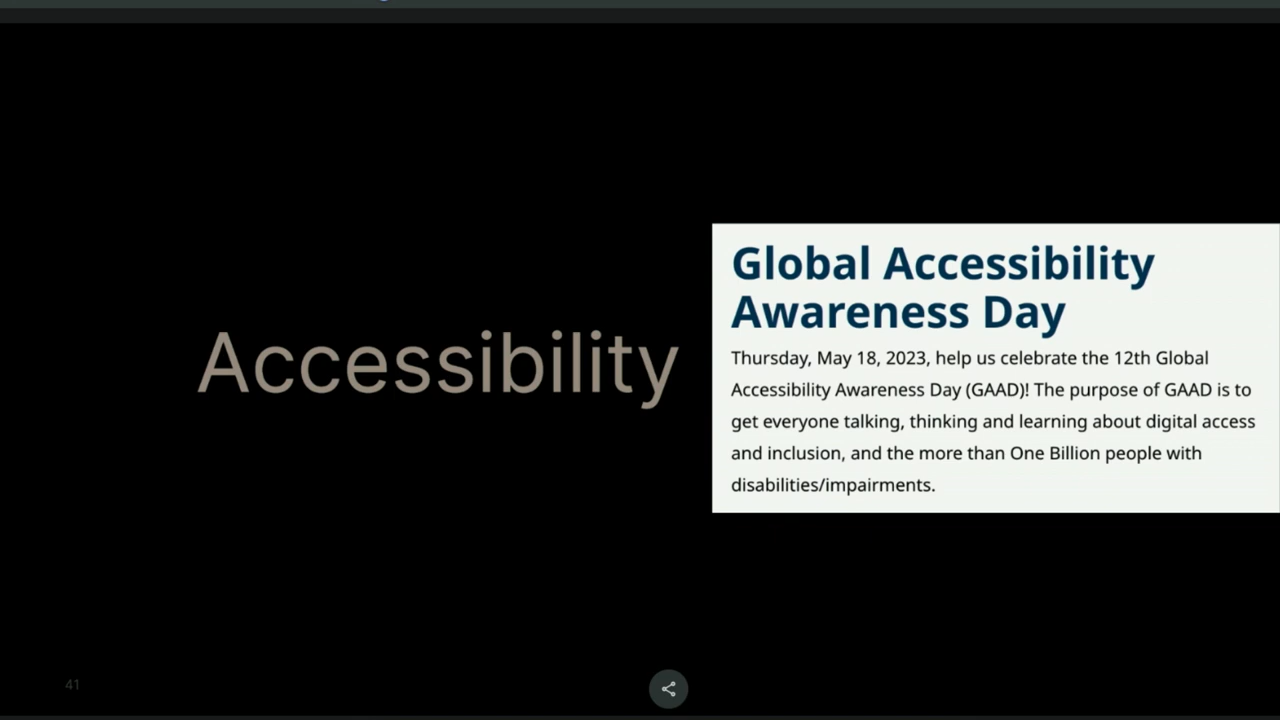 Accessibility
Global Accessibility
Awareness Day
Thursday, May 18, 2023, help us celebrate the 12th Global
Accessibility Awareness Day (GAAD)! The purpose of GAAD is to
get everyone talking, thinking and learning about digital access
and inclusion, and the more than One Billion people with
disabilities/impairments.
41